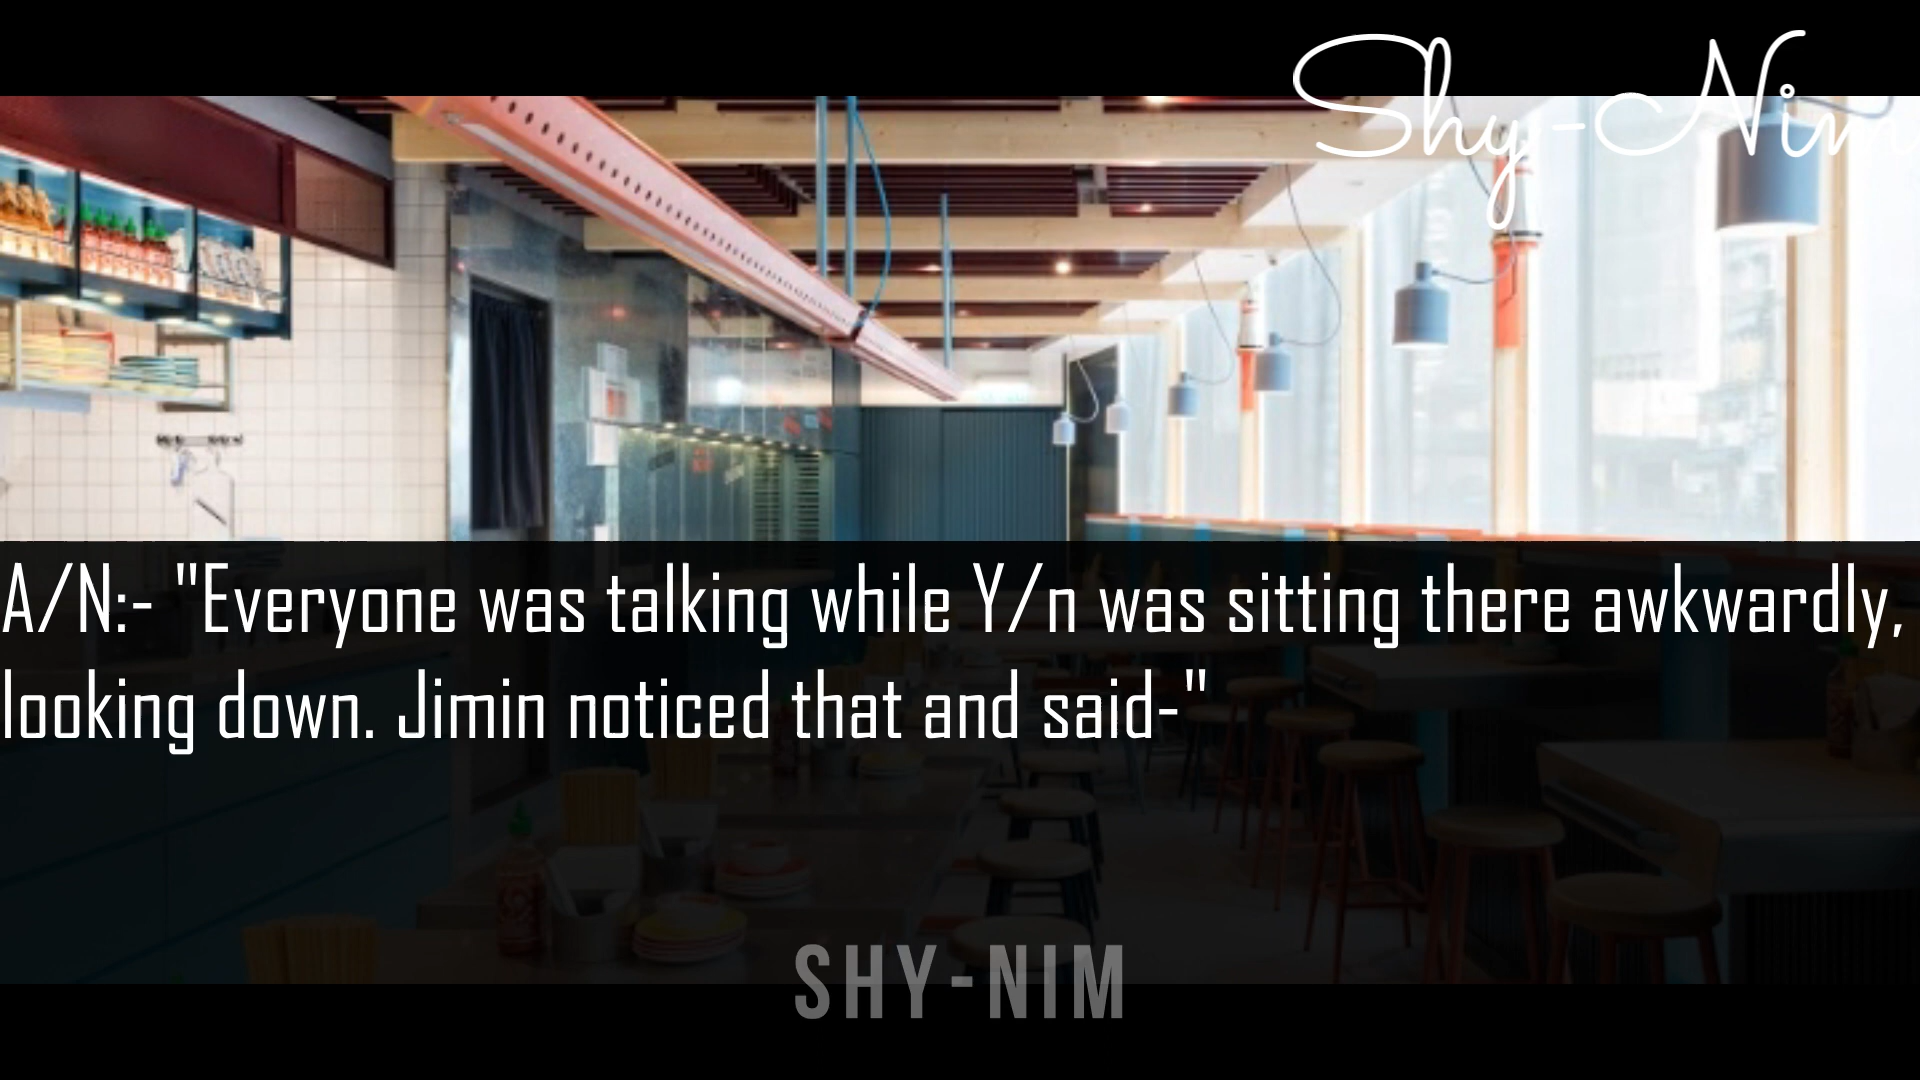 Shy-Nim
A/N:- "Everyone was talking while Y/n was sitting there awkwardly,
looking down. Jimin noticed that and said-"
SHY-NIM